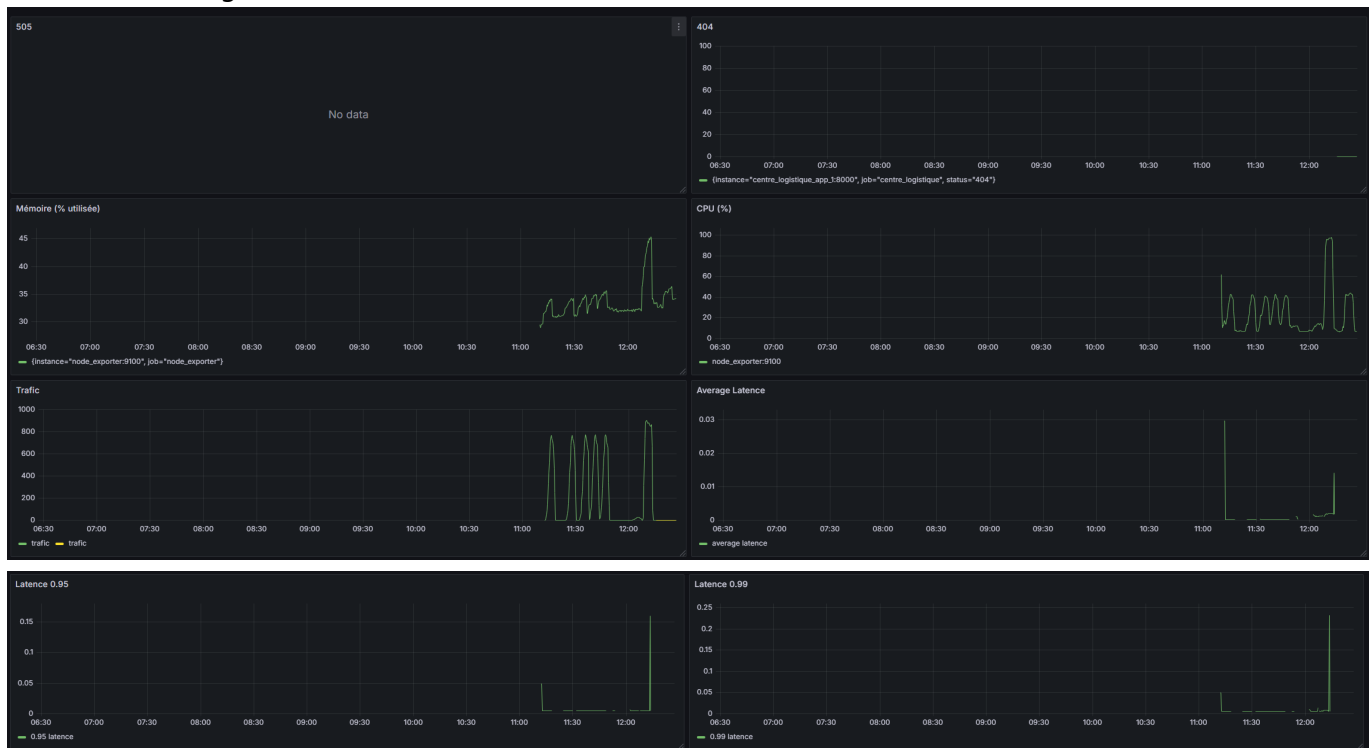 505
No data
404
100
80
60
40
20
0
06:30 07:00 07:30 08:00 08:30 09:00 09:30 10:00 10:30 11:00 11:30 12:00
{instance="centre_logistique_app_1:8000", job="centre_logistique", status="404"}
Mémoire (% utilisée)
45
40
35
30
06:30 07:00 07:30 08:00 08:30 09:00 09:30 10:00 10:30 11:00 11:30 12:00
{instance="node_exporter:9100", job="node_exporter"}
CPU (%)
100
80
60
40
20
0
06:30 07:00 07:30 08:00 08:30 09:00 09:30 10:00 10:30 11:00 11:30 12:00
node_exporter:9100
Trafic
1000
800
600
400
200
0
06:30 07:00 07:30 08:00 08:30 09:00 09:30 10:00 10:30 11:00 11:30 12:00
trafic trafic
Average Latence
0.03
0.02
0.01
0
06:30 07:00 07:30 08:00 08:30 09:00 09:30 10:00 10:30 11:00 11:30 12:00
average latence
Latence 0.95
0.15
0.1
0.05
0
06:30 07:00 07:30 08:00 08:30 09:00 09:30 10:00 10:30 11:00 11:30 12:00
0.95 latence
Latence 0.99
0.25
0.2
0.15
0.1
0.05
0
06:30 07:00 07:30 08:00 08:30 09:00 09:30 10:00 10:30 11:00 11:30 12:00
0.99 latence